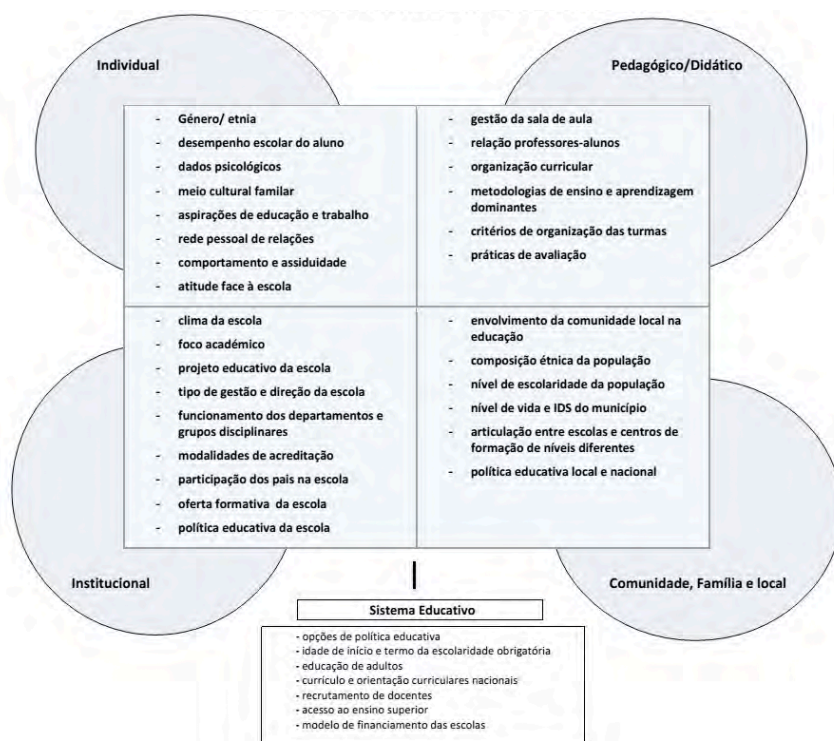 Individual
- Género/ etnia
- desempenho escolar do aluno
- dados psicológicos
- meio cultural familar
- aspirações de educação e trabalho
- rede pessoal de relações
- comportamento e assiduidade
- atitude face à escola
Pedagógico/Didático
- gestão da sala de aula
- relação professores-alunos
- organização curricular
- metodologias de ensino e aprendizagem
dominantes
- critérios de organização das turmas
- práticas de avaliação
- clima da escola
- foco académico
- projeto educativo da escola
- tipo de gestão e direção da escola
- funcionamento dos departamentos e
grupos disciplinares
- modalidades de acreditação
- participação dos pais na escola
- oferta formativa da escola
- política educativa da escola
Institucional
- envolvimento da comunidade local na
educação
- composição étnica da população
- nível de escolaridade da população
- nível de vida e IDS do município
- articulação entre escolas e centros de
formação de níveis diferentes
- política educativa local e nacional
Comunidade, Família e local
Sistema Educativo
- opções de política educativa
- idade de início e termo da escolaridade obrigatória
- educação de adultos
- currículo e orientação curriculares nacionais
- recrutamento de docentes
- acesso ao ensino superior
- modelo de financiamento das escolas